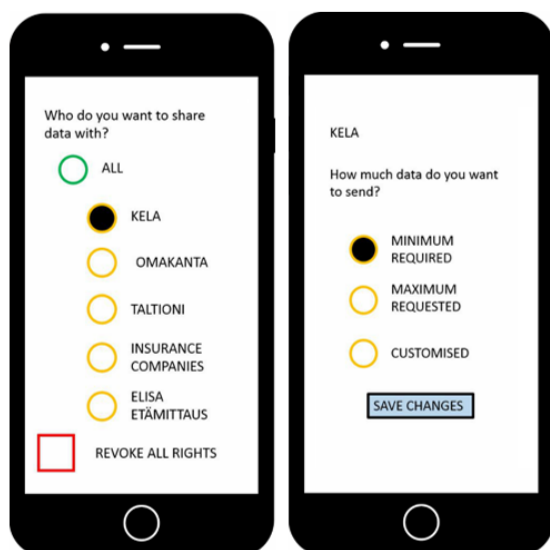 Who do you want to share
data with?
ALL
KELA
OMAKANTA
TALTIONI
INSURANCE
COMPANIES
ELISA
ETÄMITTAUS
REVOKE ALL RIGHTS
KELA
How much data do you want
to send?
MINIMUM
REQUIRED
MAXIMUM
REQUESTED
CUSTOMISED
SAVE CHANGES